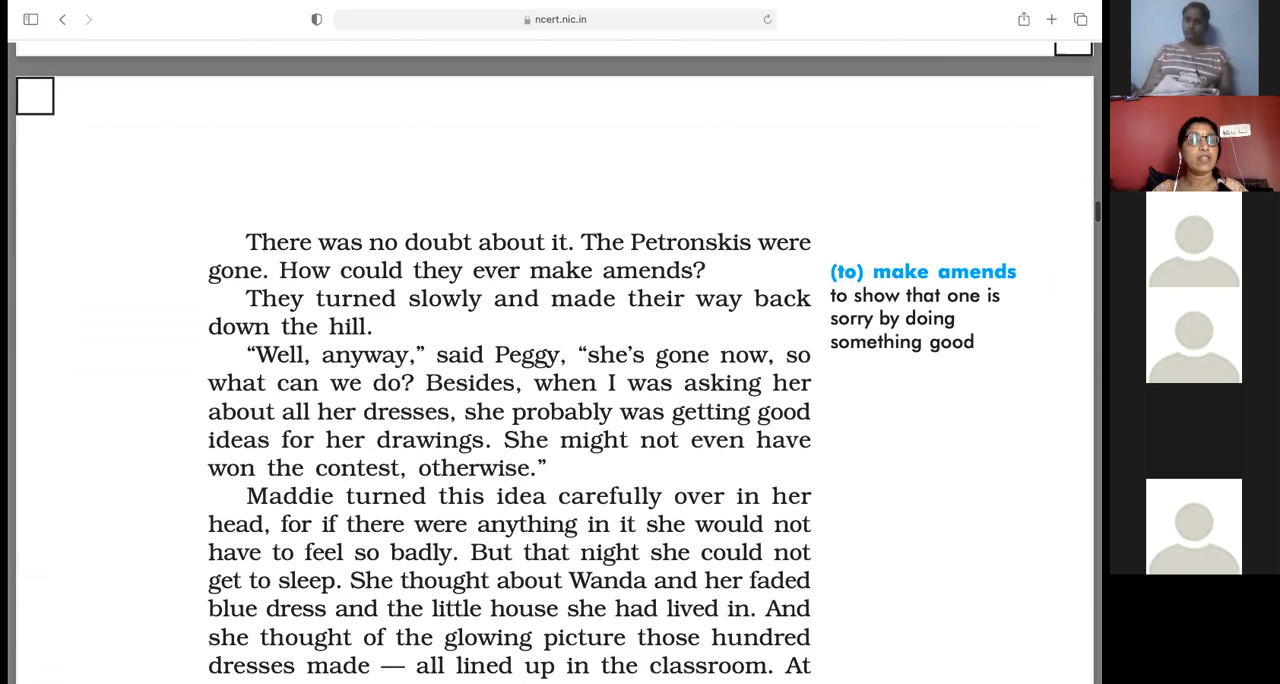 ncert.nic.in
There was no doubt about it. The Petronskis were
gone. How could they ever make amends?
They turned slowly and made their way back
down the hill.
“Well, anyway,” said Peggy, “she’s gone now, so
what can we do? Besides, when I was asking her
about all her dresses, she probably was getting good
ideas for her drawings. She might not even have
won the contest, otherwise.”
Maddie turned this idea carefully over in her
head, for if there were anything in it she would not
have to feel so badly. But that night she could not
get to sleep. She thought about Wanda and her faded
blue dress and the little house she had lived in. And
she thought of the glowing picture those hundred
dresses made — all lined up in the classroom. At
(to) make amends
to show that one is
sorry by doing
something good